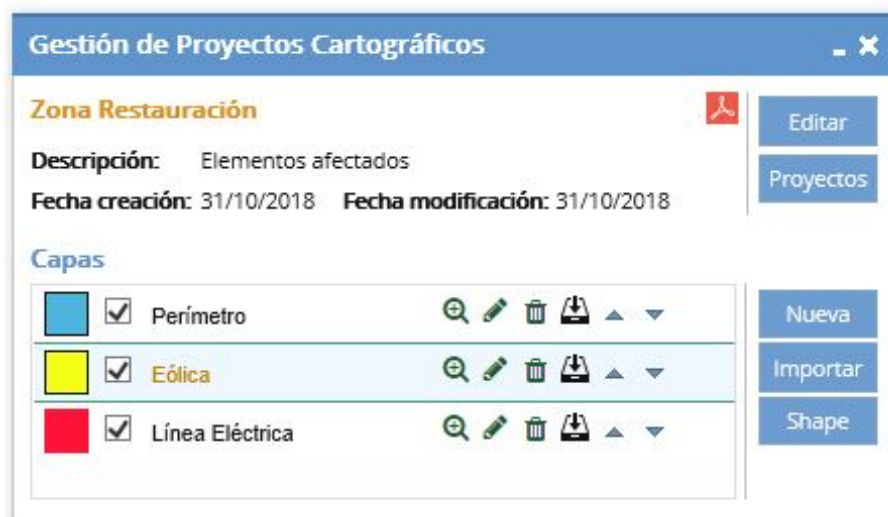 Gestión de Proyectos Cartográficos
Zona Restauración
Editar
Descripción: Elementos afectados
Proyectos
Fecha creación: 31/10/2018 Fecha modificación: 31/10/2018
Capas
Perímetro
Nueva
Eólica
Importar
Línea Eléctrica
Shape